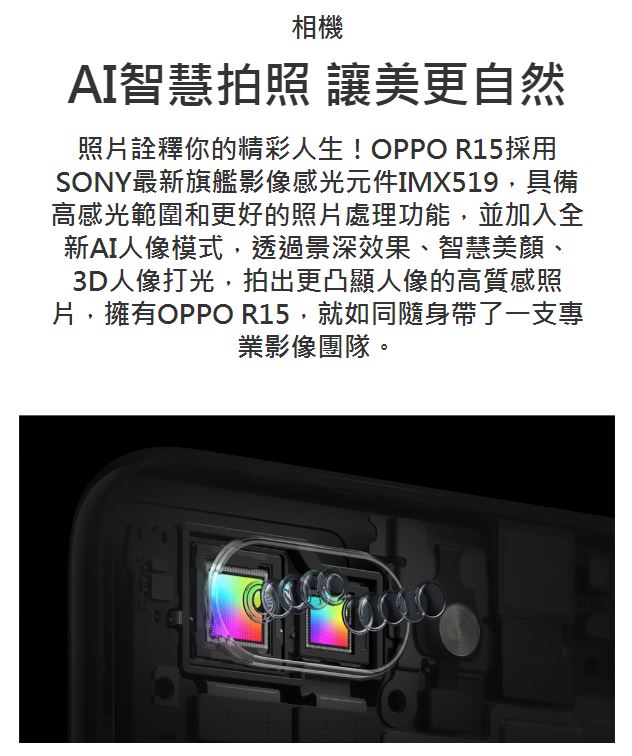 相機
AI智慧拍照 讓美更自然
照片詮釋你的精彩人生！OPPO R15採用
SONY最新旗艦影像感光元件IMX519，具備
高感光範圍和更好的照片處理功能，並加入全
新AI人像模式，透過景深效果、智慧美顏、
3D人像打光，拍出更凸顯人像的高質感照
片，擁有OPPO R15，就如同隨身帶了一支專
業影像團隊。